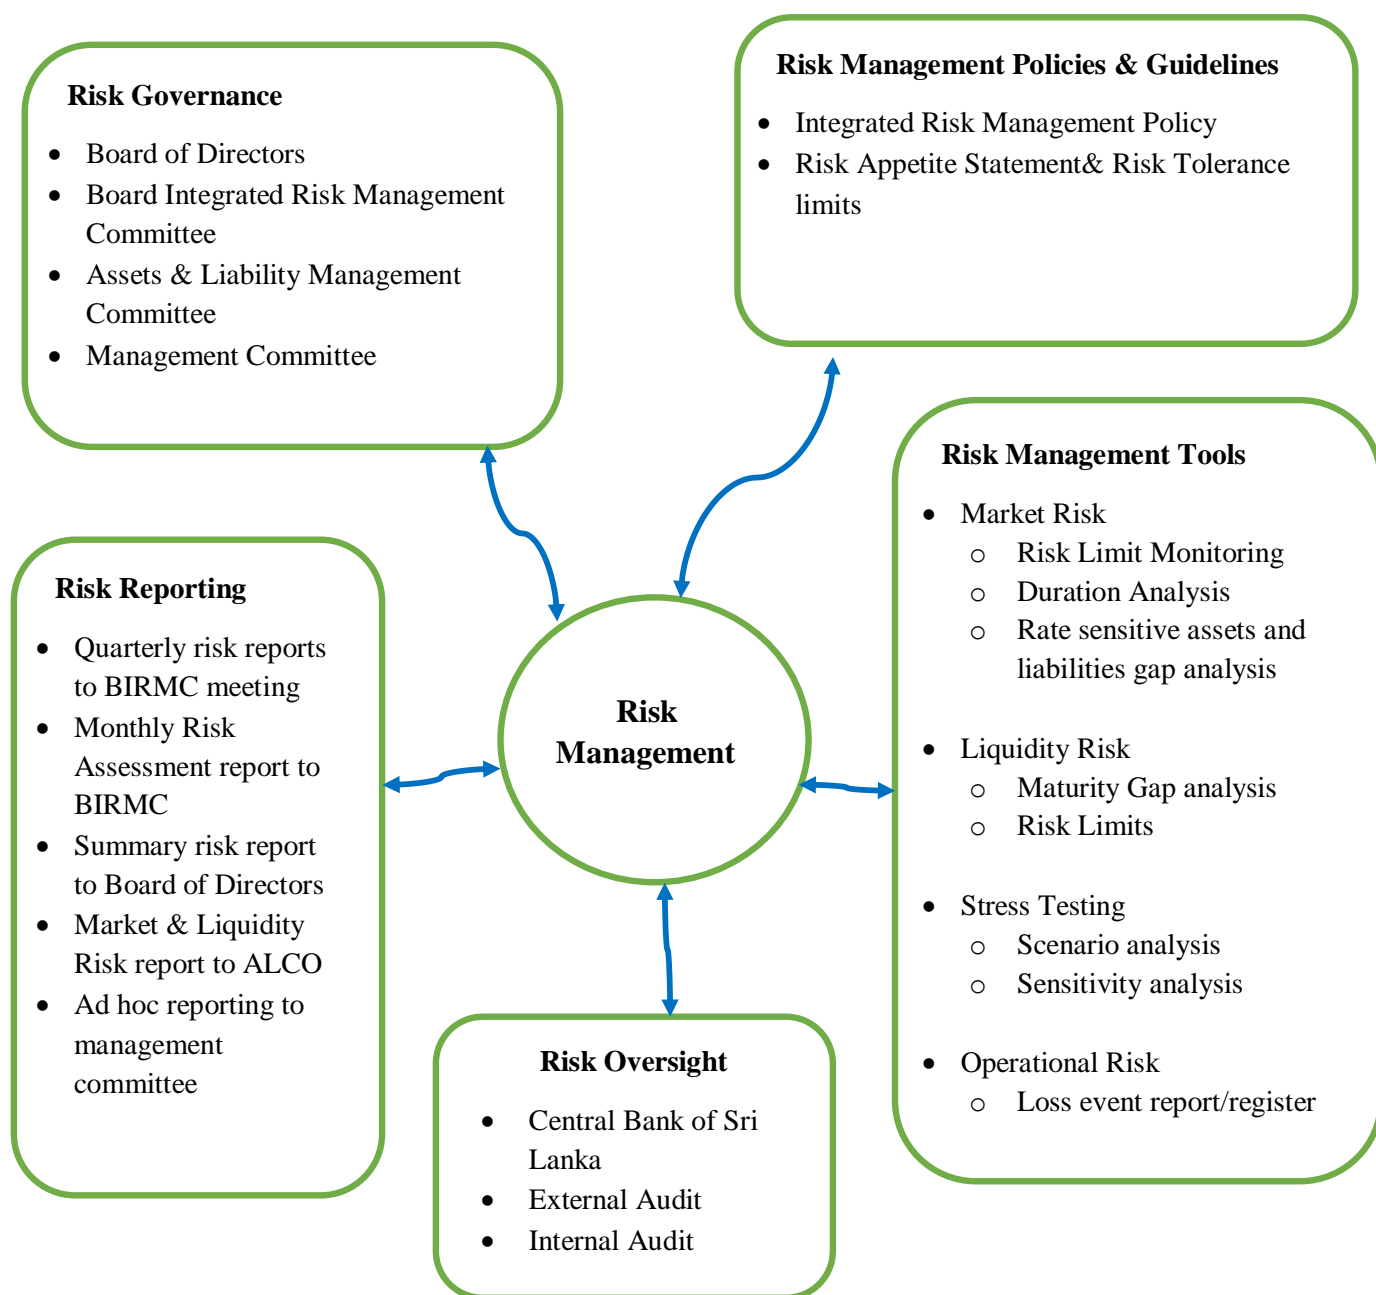 Risk Governance
• Board of Directors
• Board Integrated Risk Management
Committee
• Assets & Liability Management
Committee
• Management Committee
Risk Management Policies & Guidelines
• Integrated Risk Management Policy
• Risk Appetite Statement& Risk Tolerance
limits
Risk Management Tools
• Market Risk
o Risk Limit Monitoring
o Duration Analysis
o Rate sensitive assets and
liabilities gap analysis
• Liquidity Risk
o Maturity Gap analysis
o Risk Limits
• Stress Testing
o Scenario analysis
o Sensitivity analysis
• Operational Risk
o Loss event report/register
Risk Reporting
• Quarterly risk reports
to BIRMC meeting
• Monthly Risk
Assessment report to
BIRMC
• Summary risk report
to Board of Directors
• Market & Liquidity
Risk report to ALCO
• Ad hoc reporting to
management
committee
Risk
Management
Risk Oversight
• Central Bank of Sri
Lanka
• External Audit
• Internal Audit